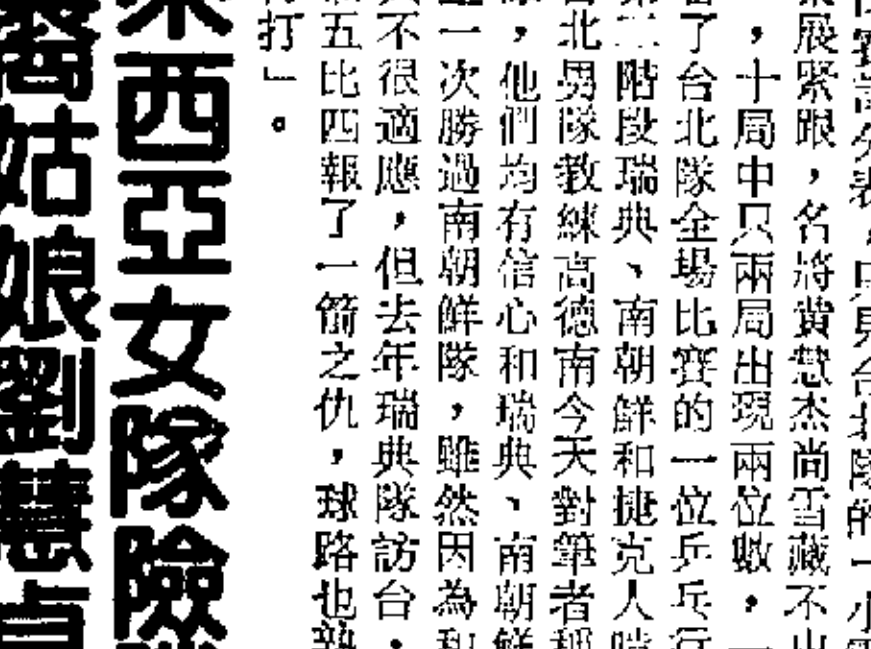 展緊跟，名將黃慧杰尚雪藏不
，十局中只兩局出現兩位數，一
了台北隊全場比賽的一位乒乓行
階段瑞典、南朝鮮和捷克人時
北男隊教練高德南今天對筆者
，他們均有信心和瑞典、南朝鮮
一次勝過南朝鮮隊，雖然因為和
不很適應，但去年瑞典隊訪台，
五比四報了一箭之仇，球路也
打」。
西亞女隊險
裔姑娘劉慧貞